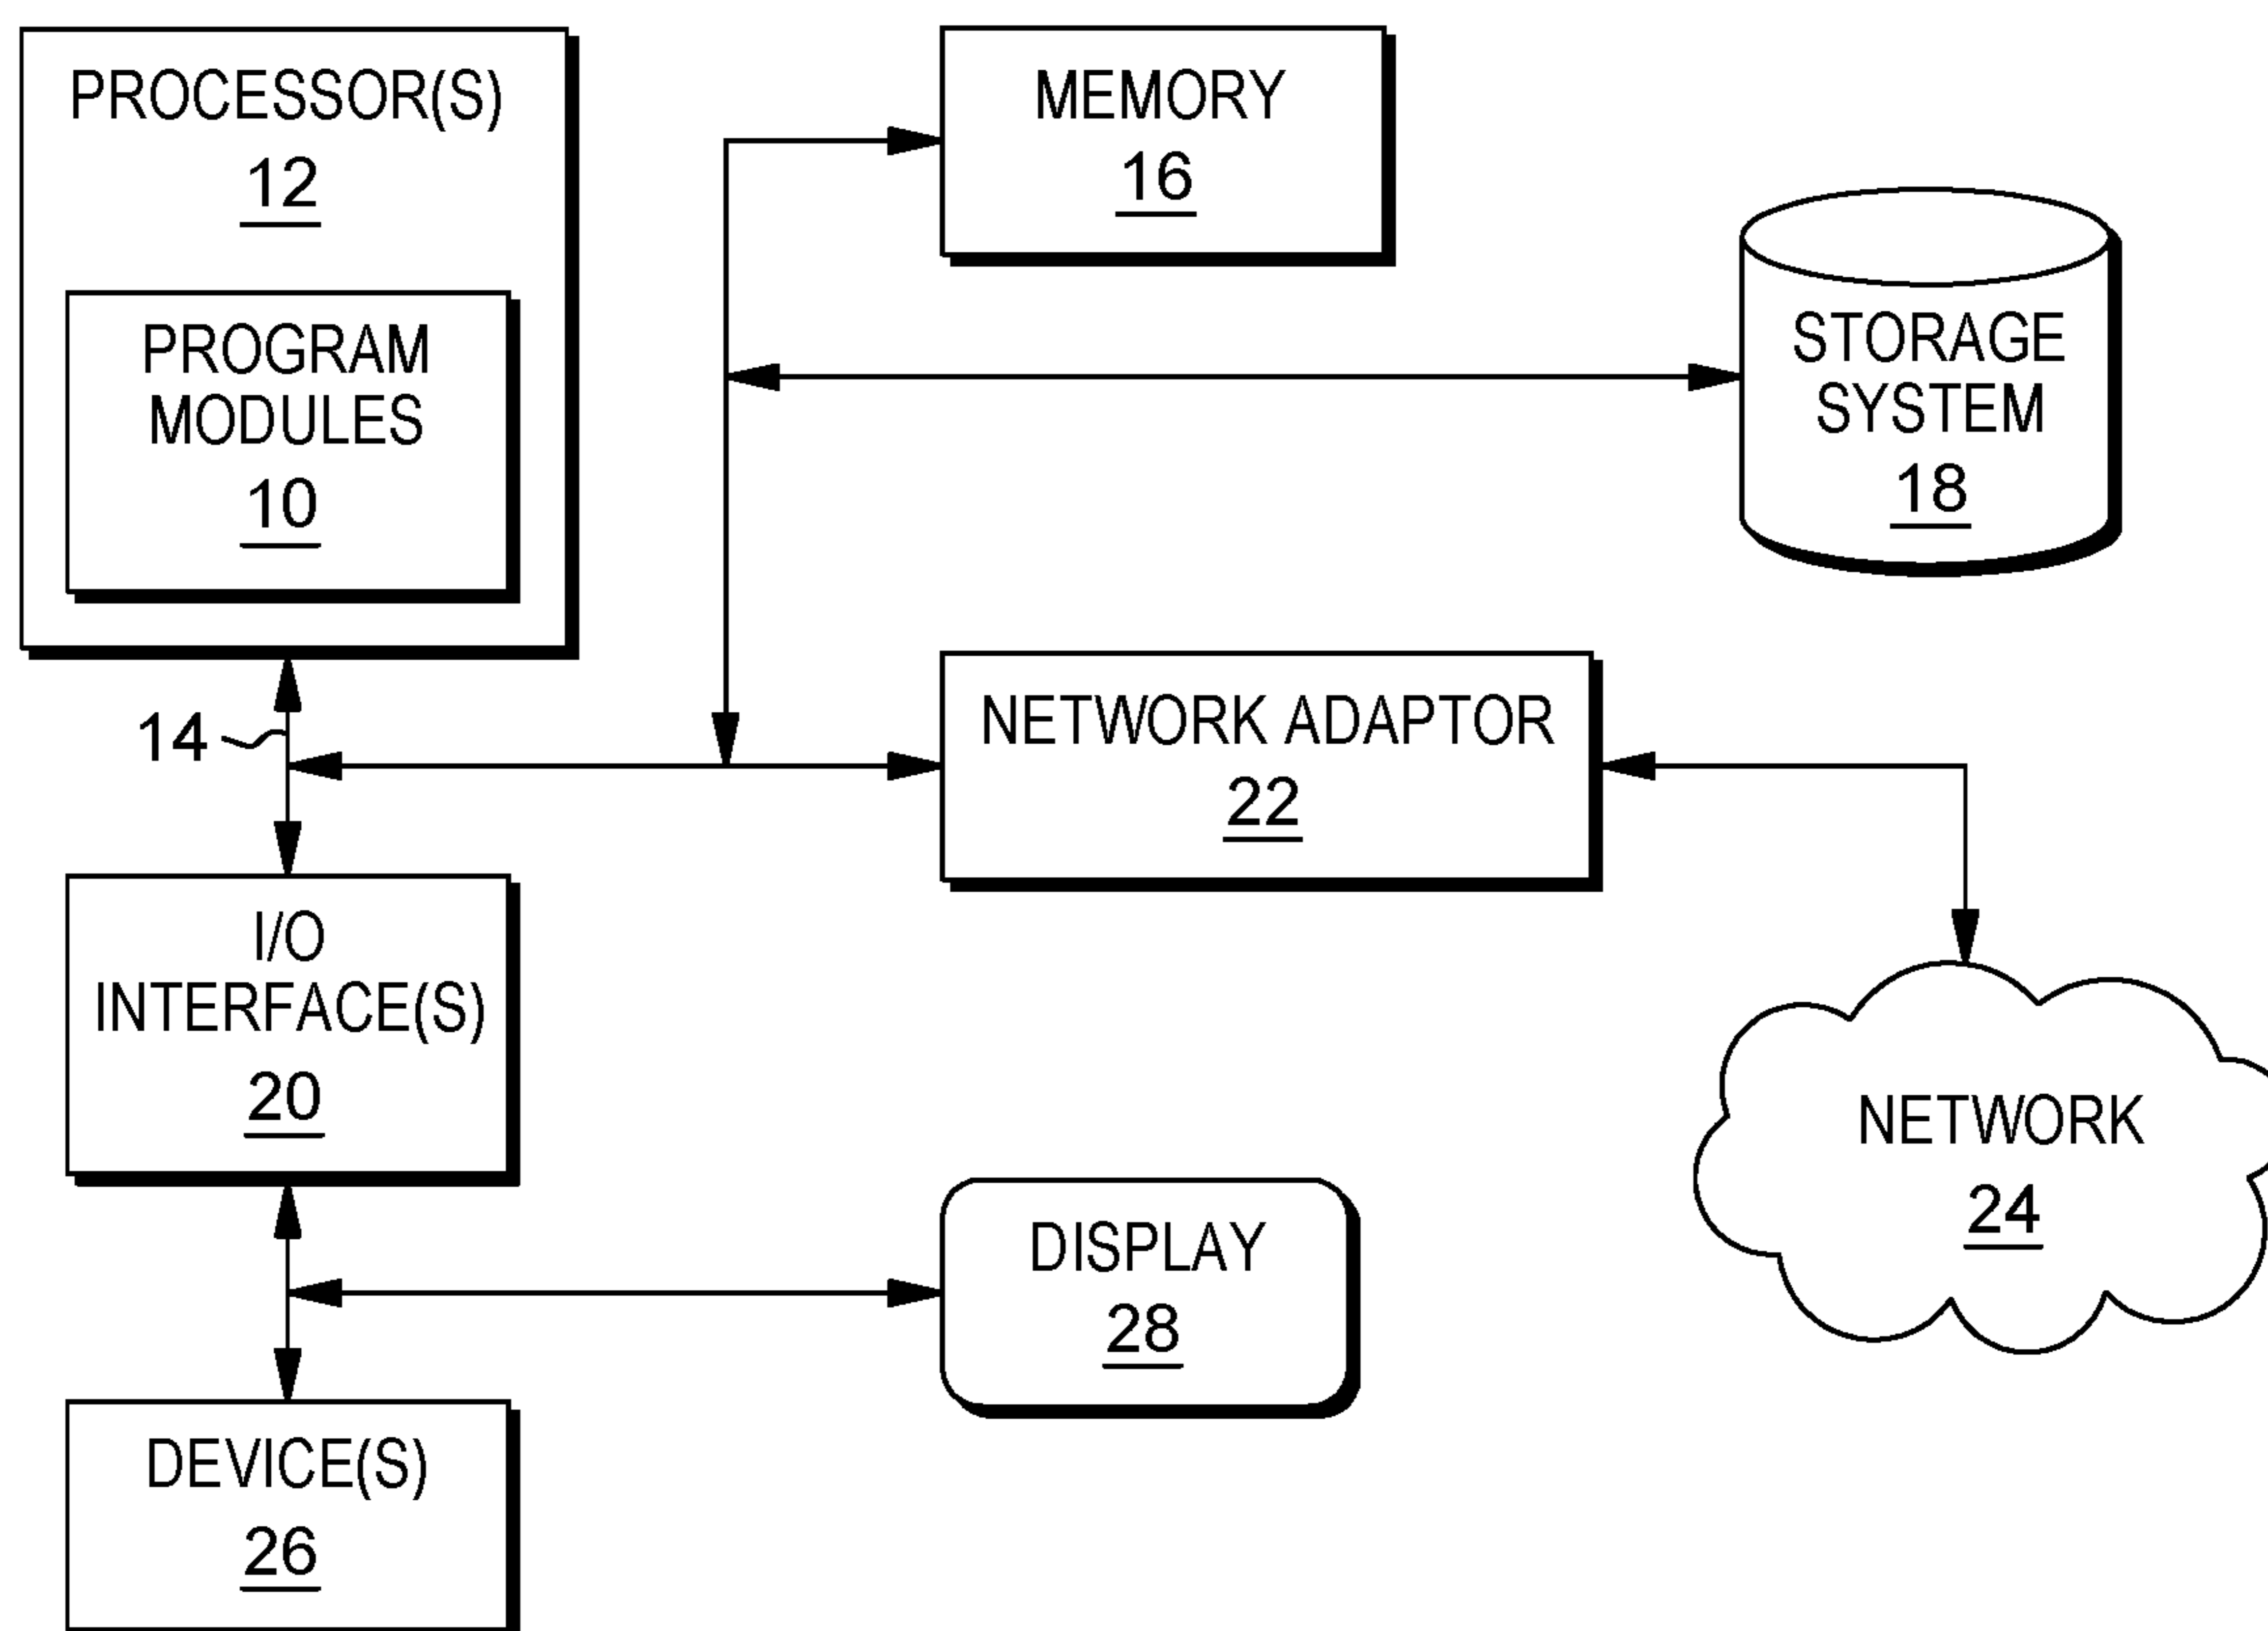 PROCESSOR(S)
12
PROGRAM
MODULES
10
MEMORY
16
STORAGE
SYSTEM
18
14
NETWORK ADAPTOR
22
I/O
INTERFACE(S)
20
NETWORK
24
DISPLAY
28
DEVICE(S)
26